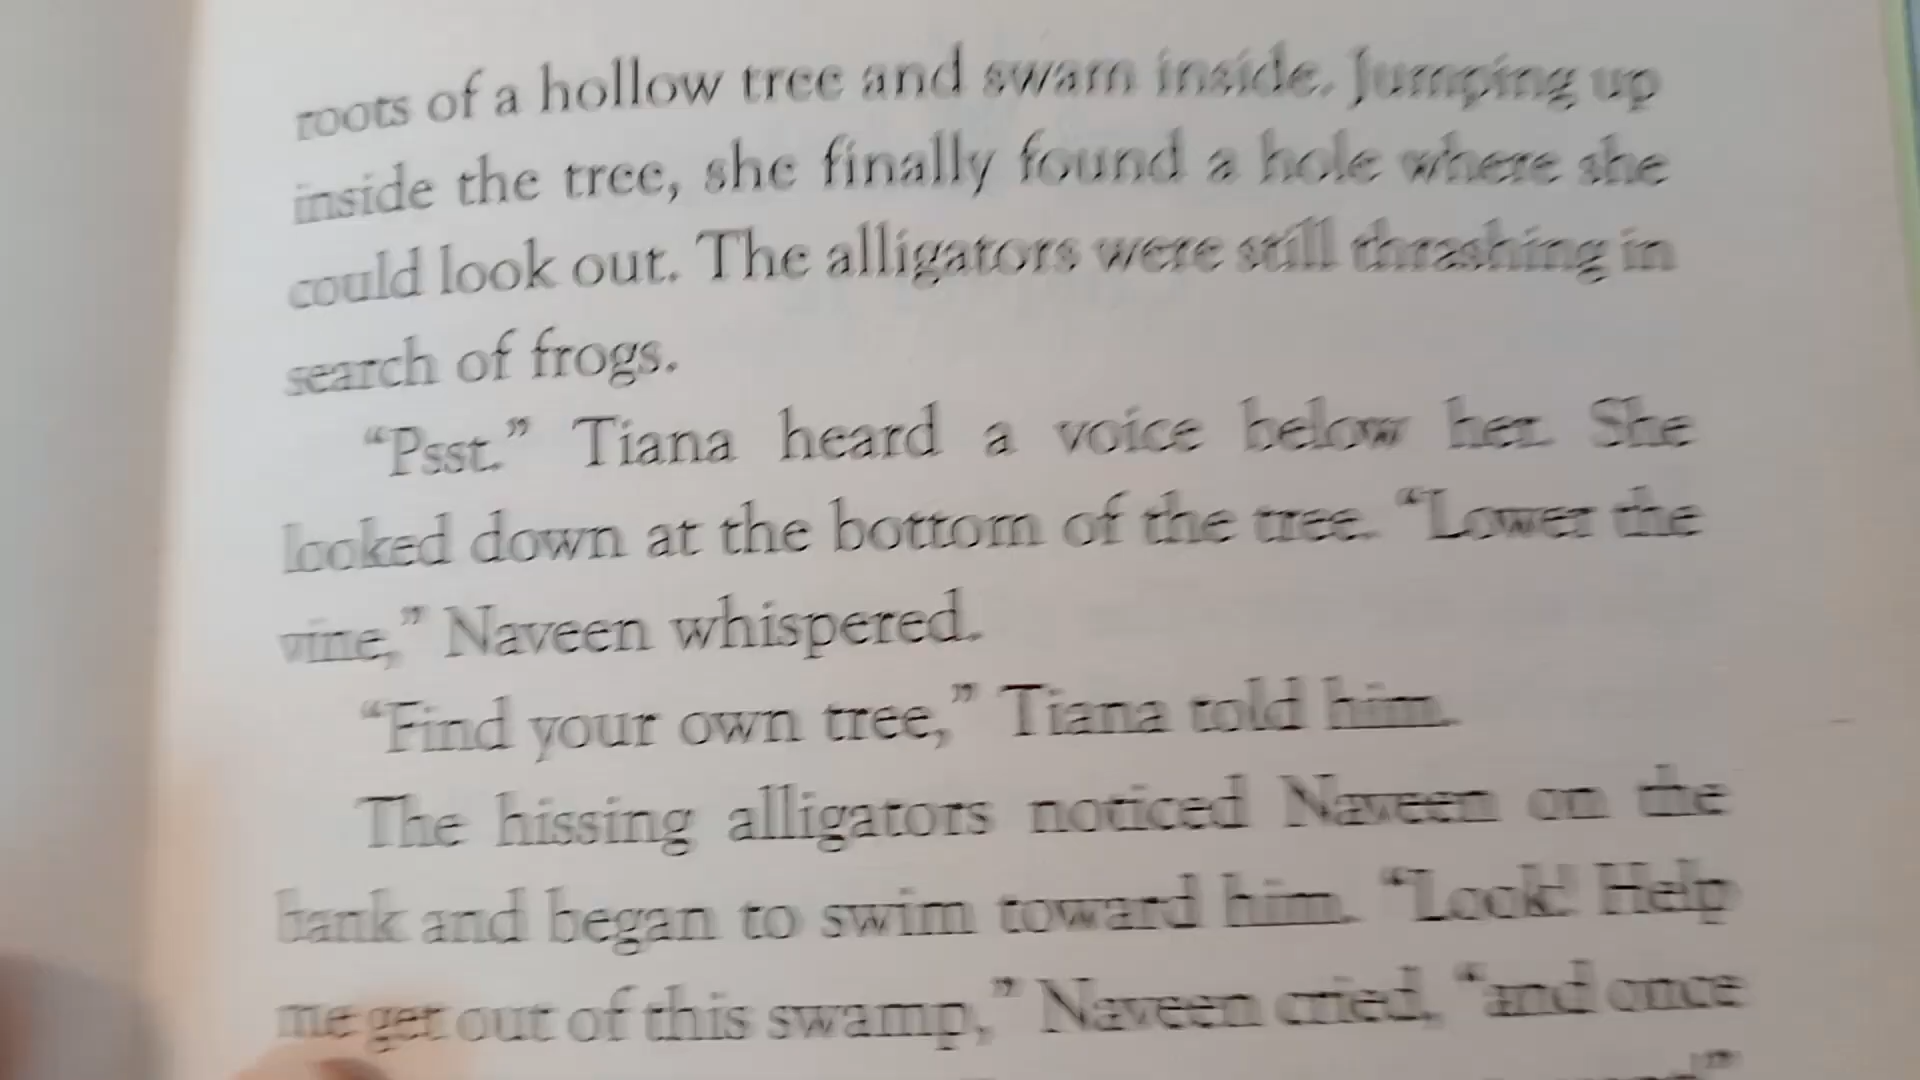 roots of a hollow tree and swam inside. Jumping up
inside the tree, she finally found a hole where she
could look out. The alligators were still thrashing in
search of frogs.
“Psst.” Tiana heard a voice below her. She
looked down at the bottom of the tree. “Lower the
vine,” Naveen whispered.
“Find your own tree,” Tiana told him.
The hissing alligators noticed Naveen on the
bank and began to swim toward him. “Look! Help
me get out of this swamp,” Naveen cried, “and once